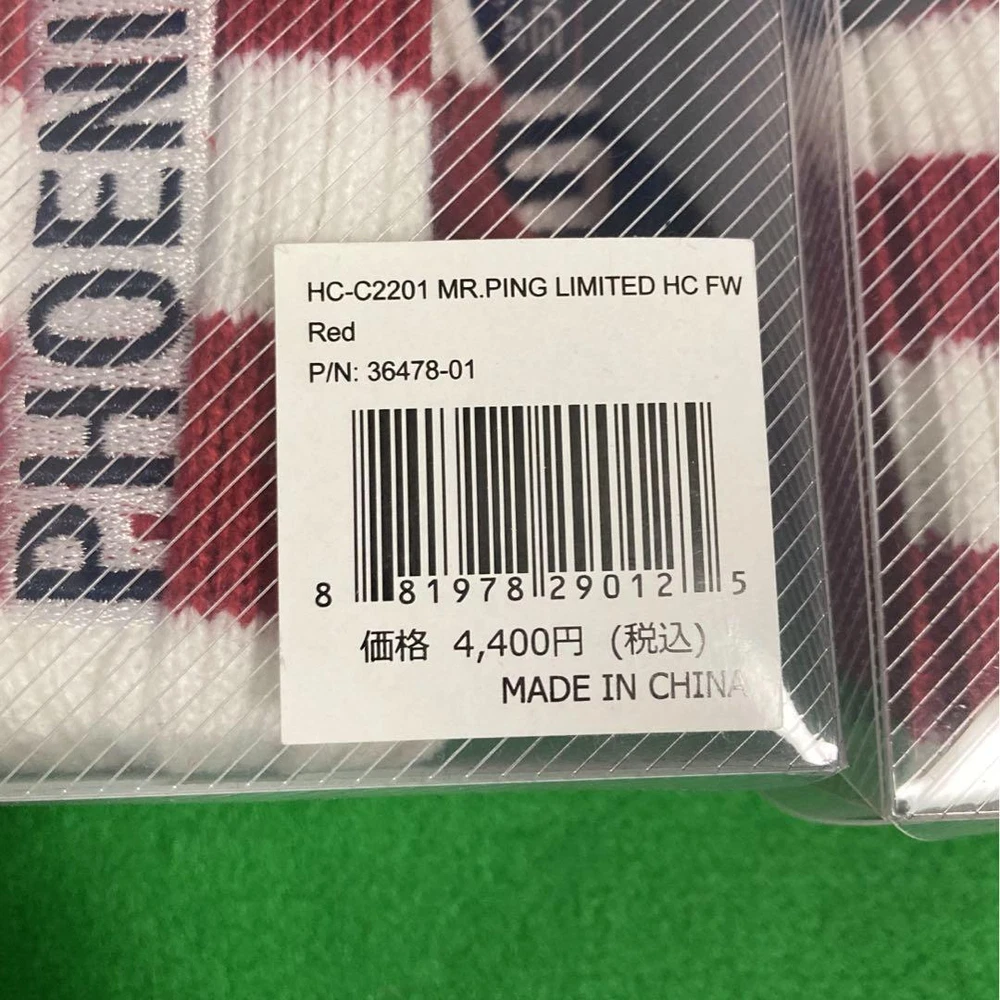 PHOENI
HC-C2201 MR.PING LIMITED HC FW
Red
P/N: 36478-01
8 81978 29012 5
価格 4,400円 (税込)
MADE IN CHINA